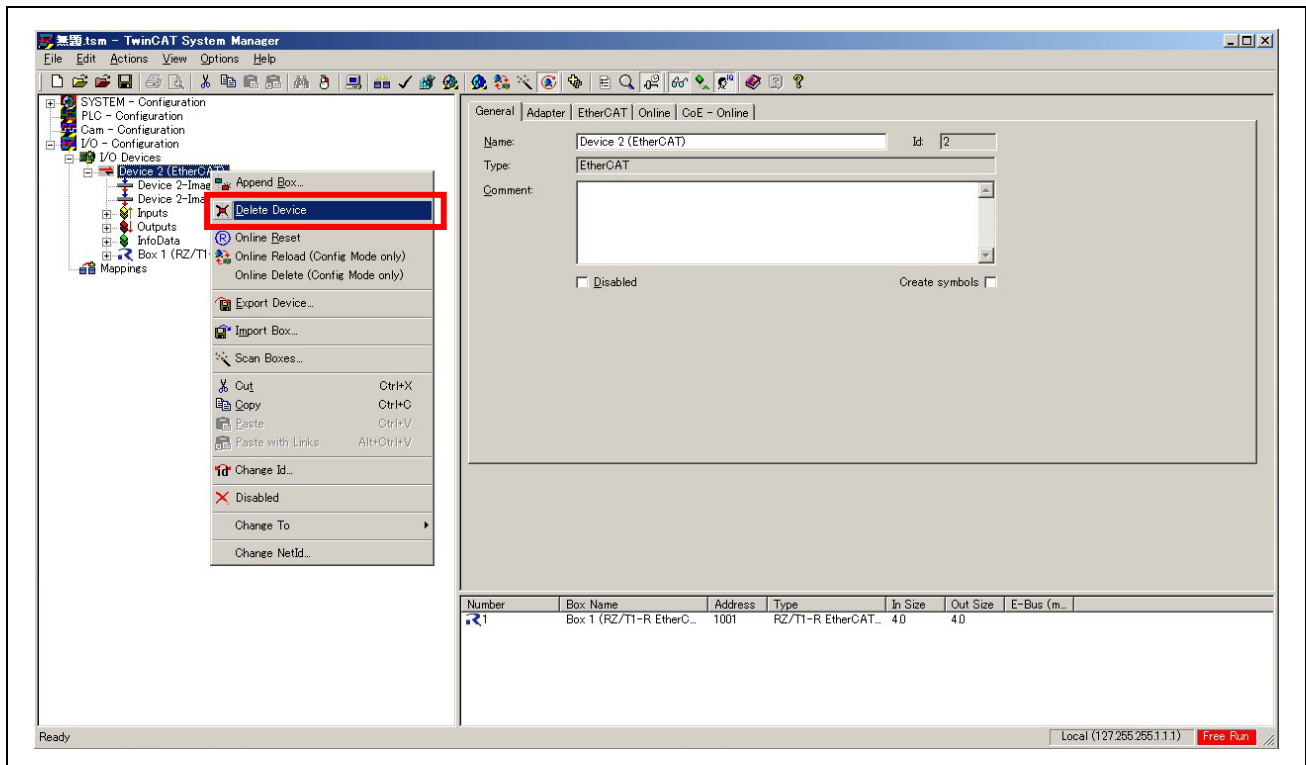 無題.tsm - TwinCAT System Manager
File Edit Actions View Options Help
SYSTEM - Configuration
PLC - Configuration
Cam - Configuration
I/O - Configuration
I/O Devices
Device 2 (EtherCAT)
Device 2-Imag
Device 2-Ima
Inputs
Outputs
InfoData
Box 1 (RZ/T1-
Mappings
Append Box...
Delete Device
Online Reset
Online Reload (Config Mode only)
Online Delete (Config Mode only)
Export Device...
Import Box...
Scan Boxes...
Cut Ctrl+X
Copy Ctrl+C
Paste Ctrl+V
Paste with Links Alt+Ctrl+V
Change Id...
Disabled
Change To
Change NetId...
General Adapter EtherCAT Online CoE - Online
Name: Device 2 (EtherCAT) Id: 2
Type: EtherCAT
Comment:
Disabled Create symbols
Number Box Name Address Type In Size Out Size E-Bus (m...
1 Box 1 (RZ/T1-R EtherC... 1001 RZ/T1-R EtherCAT... 4.0 4.0
Ready Local (127.255.255.1.1.1) Free Run